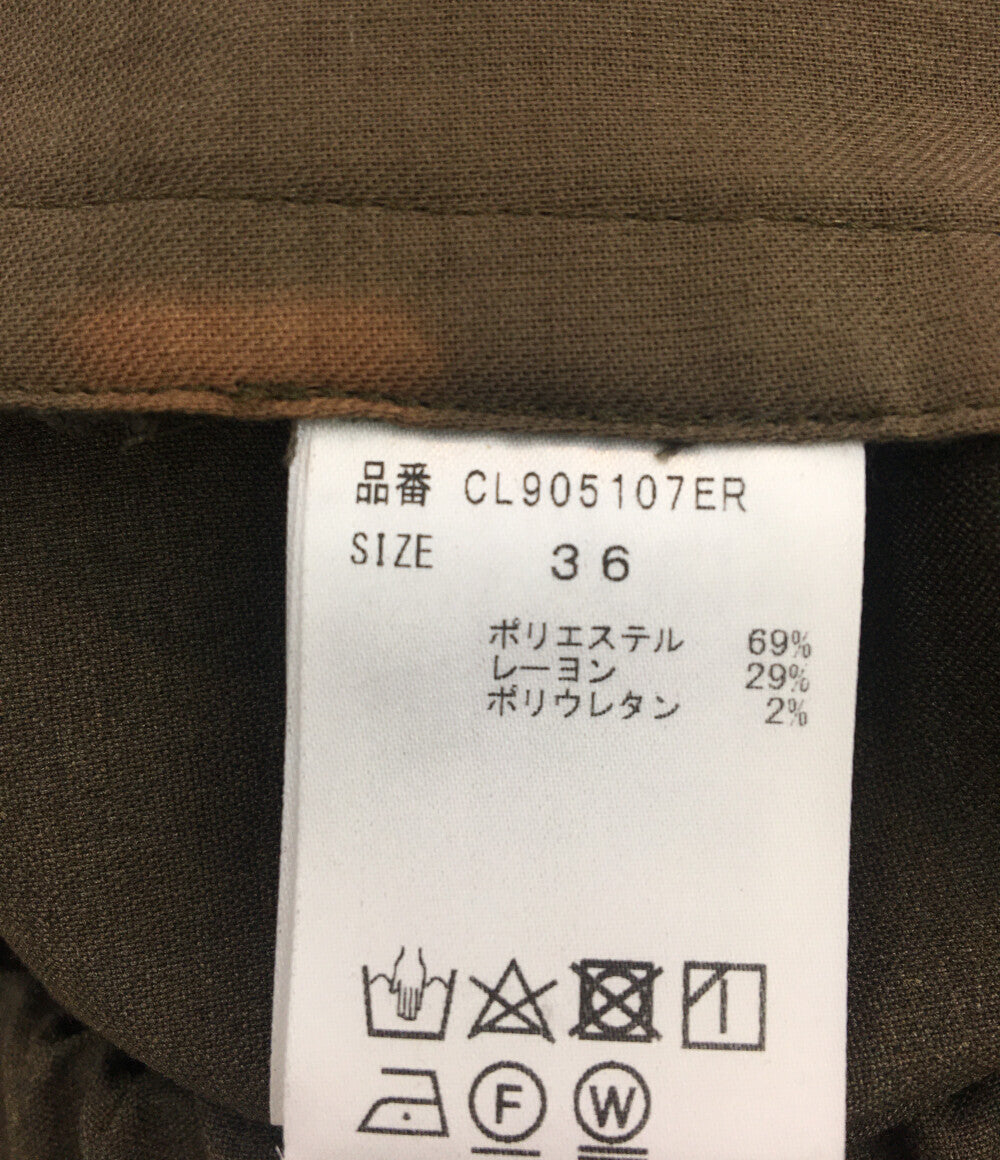 品番 CL905107ER
SIZE 36
ポリエステル 69%
レーヨン 29%
ポリウレタン 2%
F W